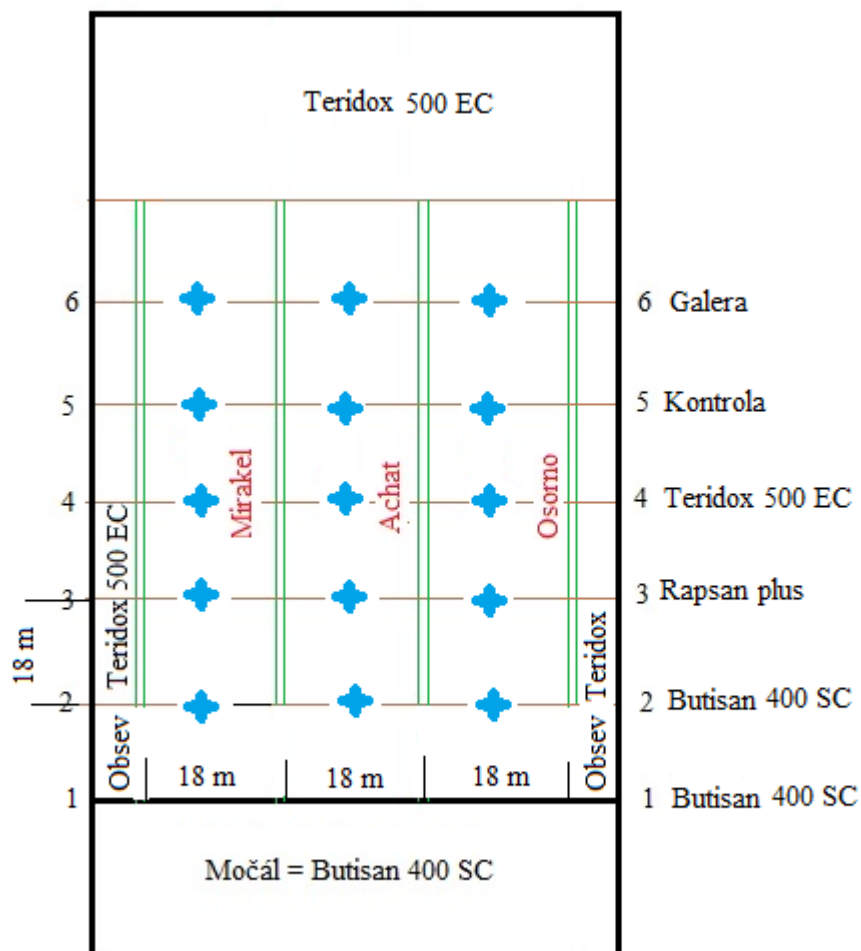 Teridox 500 EC
6
6 Galera
5
5 Kontrola
Mirakel
Achat
Osorno
4
4 Teridox 500 EC
3
3 Rapsan plus
18 m
2
2 Butisan 400 SC
Obsev Teridox 500 EC
18 m
18 m
18 m
Obsev Teridox
1
1 Butisan 400 SC
Močál = Butisan 400 SC